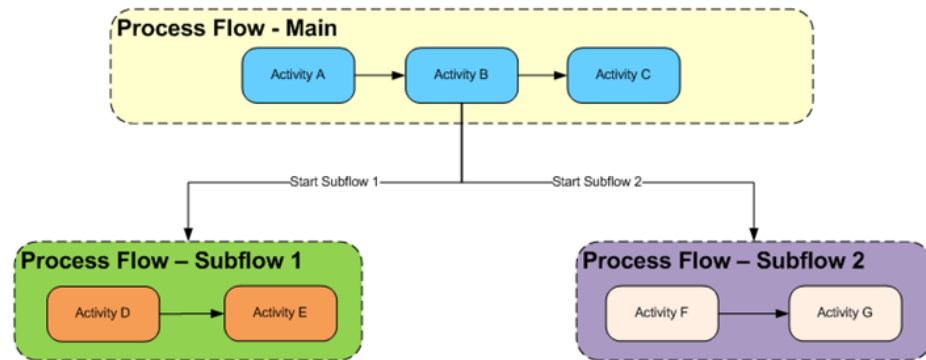 Process Flow - Main
Activity A
Activity B
Activity C
Start Subflow 1
Start Subflow 2
Process Flow – Subflow 1
Activity D
Activity E
Process Flow – Subflow 2
Activity F
Activity G